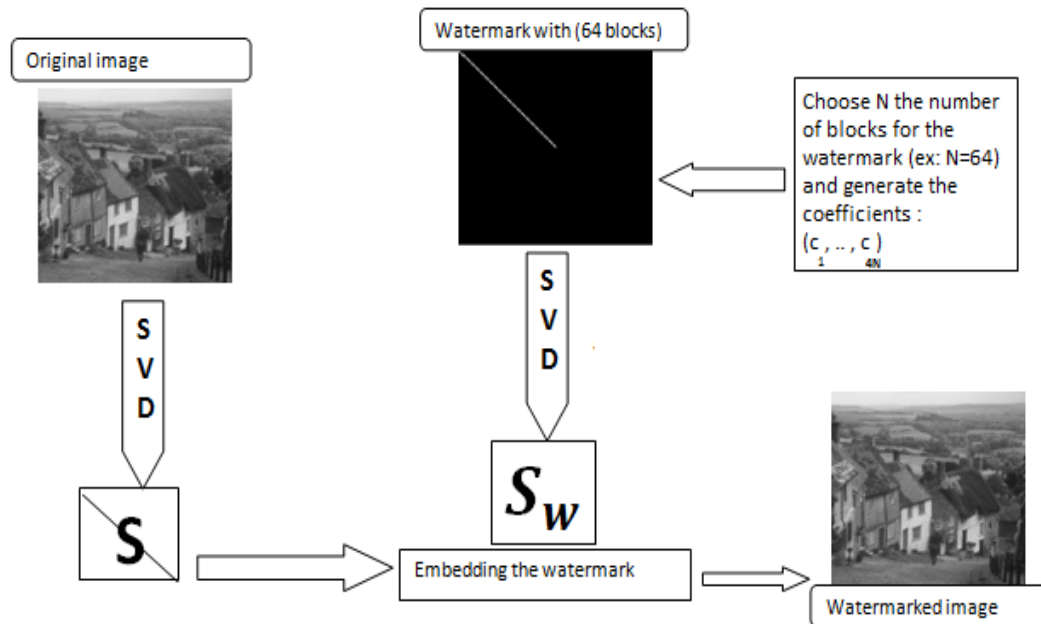 Original image
Watermark with (64 blocks)
Choose N the number
of blocks for the
watermark (ex: N=64)
and generate the
coefficients :
(c , .. , c )
1 4N
S
V
D
S
V
D
S
S_w
Embedding the watermark
Watermarked image